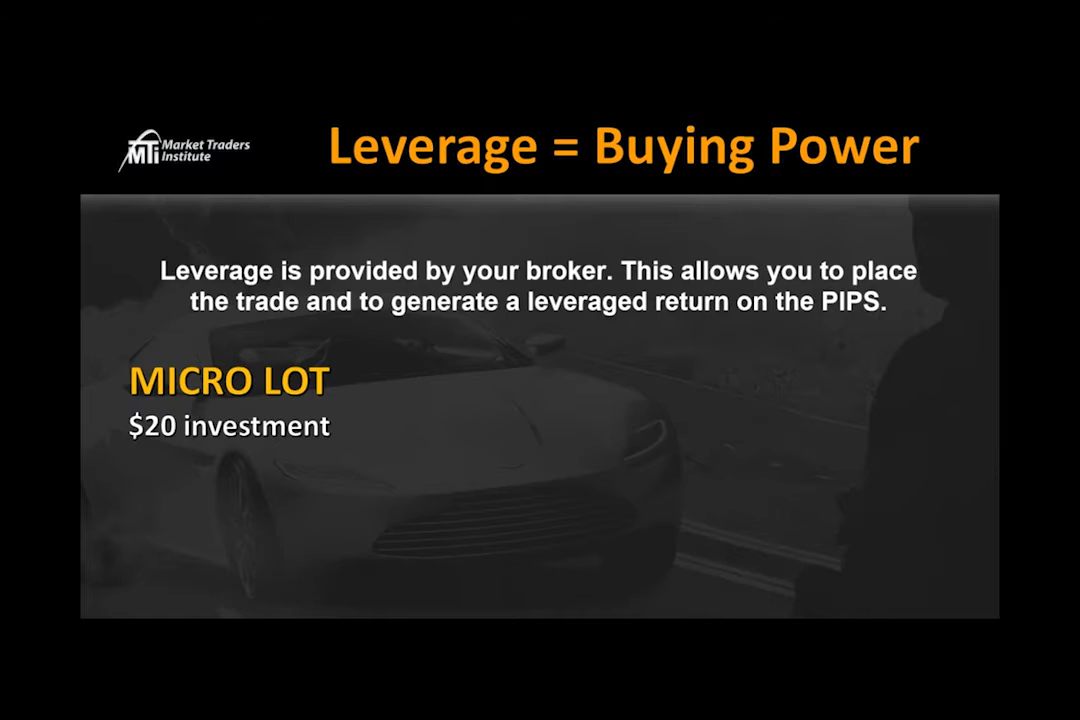 MTI Market Traders
Institute
Leverage = Buying Power
Leverage is provided by your broker. This allows you to place
the trade and to generate a leveraged return on the PIPS.
MICRO LOT
$20 investment